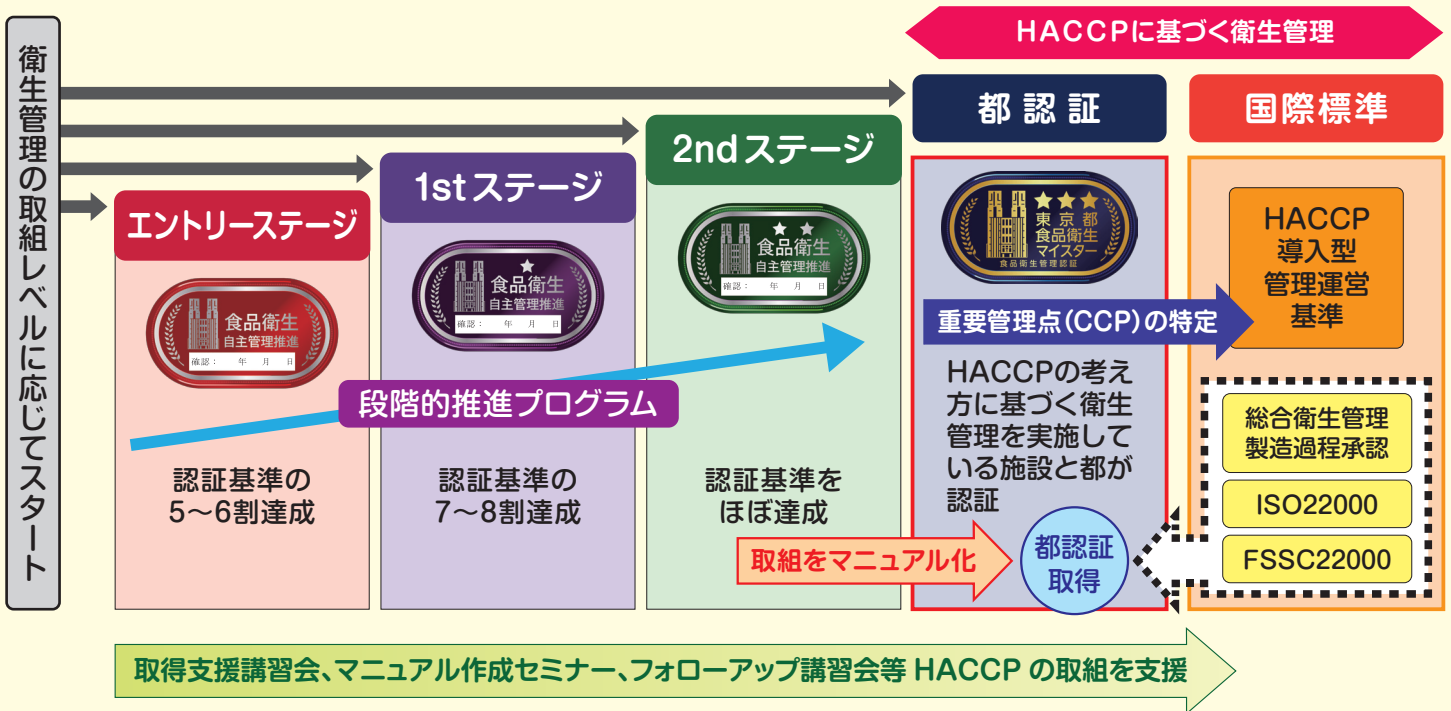 衛生管理の取組レベルに応じてスタート
HACCPに基づく衛生管理
都認証
国際標準
2ndステージ
1stステージ
エントリーステージ
食品衛生
自主管理推進
確認： 年 月 日
★
食品衛生
自主管理推進
確認： 年 月 日
★★
食品衛生
自主管理推進
確認： 年 月 日
★★★
東京都
食品衛生
マイスター
食品衛生管理認証
HACCP
導入型
管理運営
基準
重要管理点(CCP)の特定
段階的推進プログラム
認証基準の
5〜6割達成
認証基準の
7〜8割達成
認証基準を
ほぼ達成
HACCPの考え
方に基づく衛生
管理を実施して
いる施設と都が
認証
総合衛生管理
製造過程承認
ISO22000
FSSC22000
取組をマニュアル化
都認証
取得
取得支援講習会、マニュアル作成セミナー、フォローアップ講習会等 HACCP の取組を支援